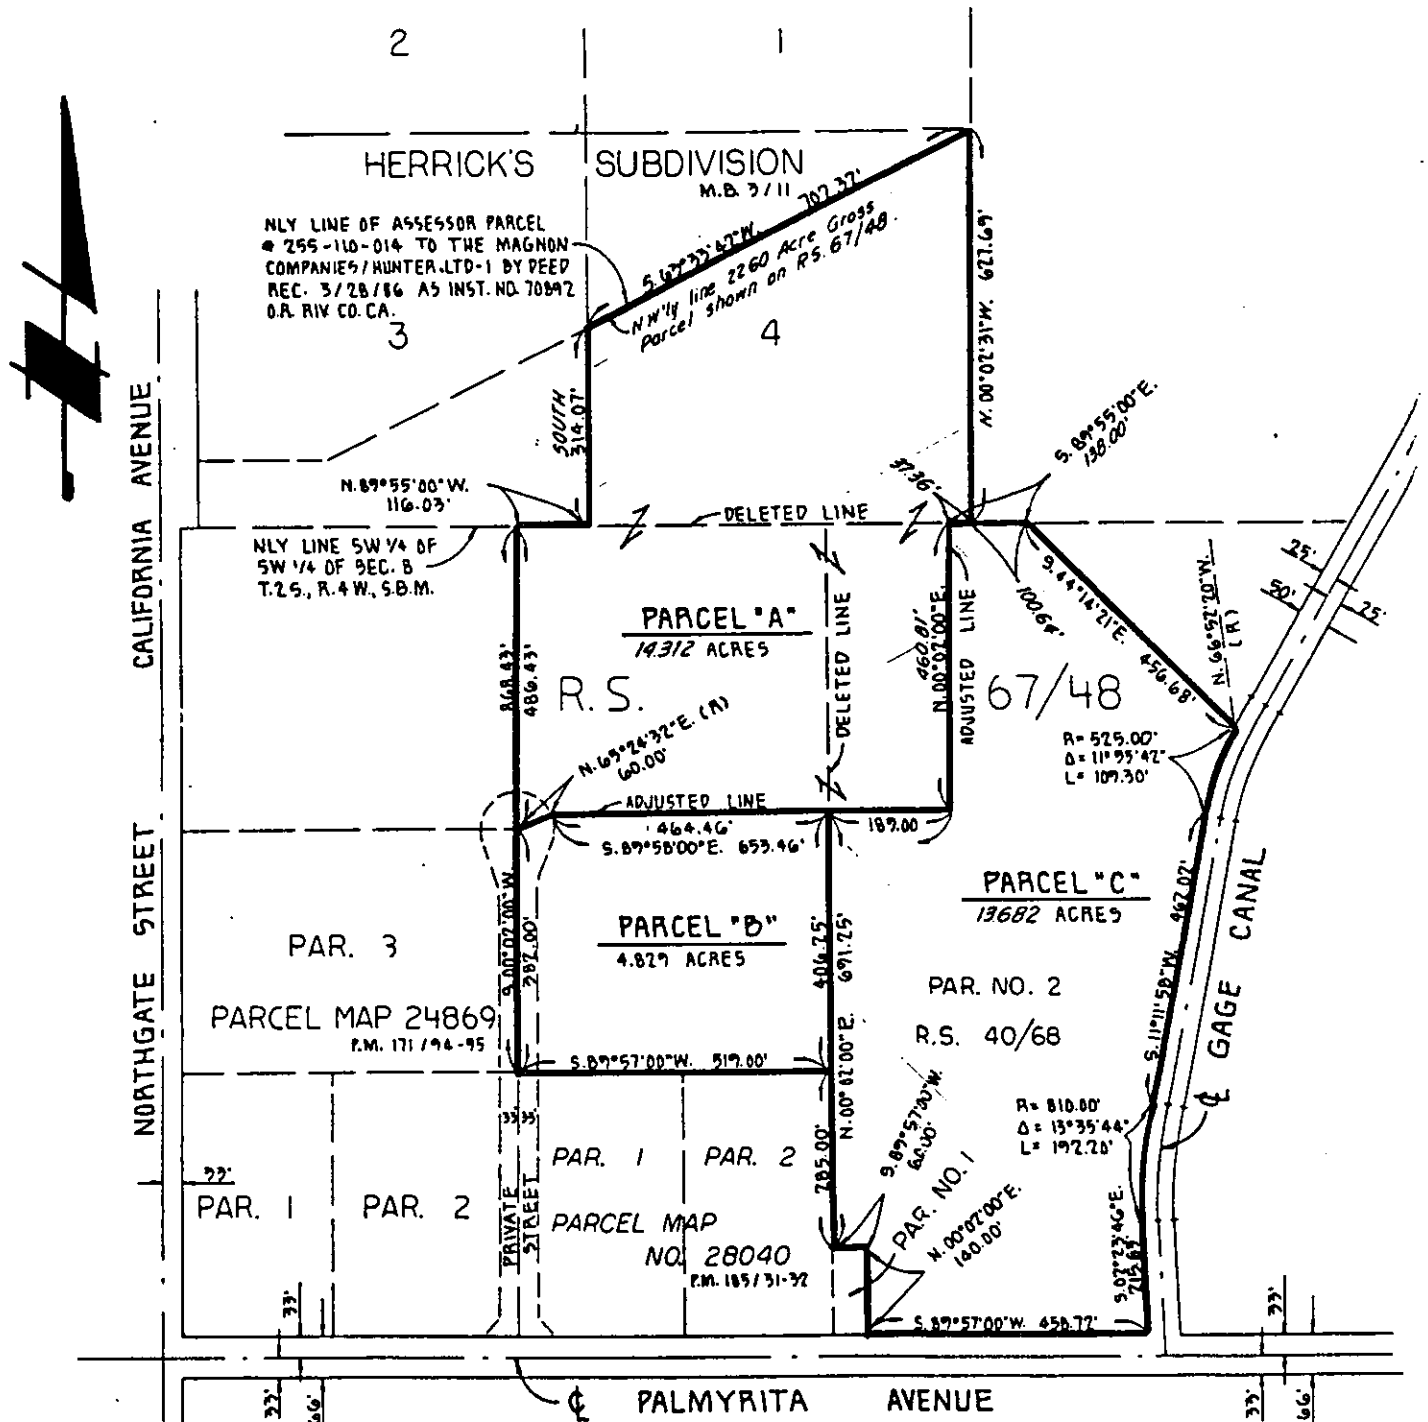 2
1
HERRICK'S SUBDIVISION
M.B. 3/11
NLY LINE OF ASSESSOR PARCEL
255-110-014 TO THE MAGNON
COMPANIES/HUNTER.LTD-1 BY DEED
REC. 3/28/86 AS INST. NO. 70892
O.R. RIV CO. CA.
707.37'
NW'ly line 22.60 Acre Gross
Parcel shown on RS. 67/48.
3
4
SOUTH
314.07'
N. 00°02'31"W. 627.69'
S. 89°55'00"E.
138.00'
37.36'
N. 89°55'00"W.
116.03'
DELETED LINE
NLY LINE SW 1/4 OF
SW 1/4 OF SEC. 8
T.2S., R.4W., S.B.M.
CALIFORNIA AVENUE
25'
50'
25'
S. 44°14'21"E. 456.68'
N. 66°52'20"W.
(R)
100.64'
PARCEL "A"
14.312 ACRES
DELETED LINE
DELETED LINE
460.81'
N. 00°02'00"E.
ADJUSTED LINE
868.43'
486.43'
R.S.
67/48
N. 65°24'32"E. (R)
60.00'
R= 525.00'
Δ= 11°55'42"
L= 109.30'
ADJUSTED LINE
464.46'
S. 89°58'00"E. 653.46'
189.00
NORTHGATE STREET
PARCEL "C"
13.682 ACRES
PARCEL "B"
4.829 ACRES
S. 00°02'00"W.
382.00'
406.25'
691.25'
N. 00°02'00"E.
285.00'
S. 11°11'58"W. 467.02'
GAGE CANAL
PAR. 3
PARCEL MAP 24869
P.M. 171/94-95
PAR. NO. 2
R.S. 40/68
S. 89°57'00"W. 519.00'
33' 33'
R= 810.00'
Δ= 13°35'44"
L= 192.20'
S. 89°57'00"W.
60.00'
PAR. 1
PAR. 2
33'
PAR. 1
PAR. 2
PRIVATE
STREET
PARCEL MAP
NO. 28040
P.M. 185/31-32
PAR. NO. 1
N. 00°02'00"E.
140.00'
S. 89°57'00"W. 458.72'
33'
33'
33'
66'
PALMYRITA AVENUE
33'
66'